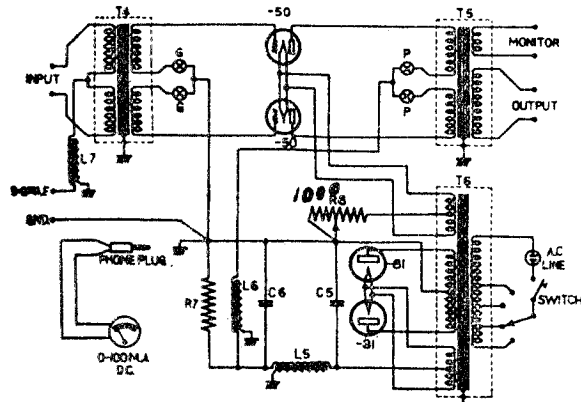 T4
-50
T5
MONITOR
G
P
INPUT
G
P
OUTPUT
-50
L7
T6
1000
R8
GND.
A.C
LINE
PHONE PLUG
-81
L6
C6
C5
SWITCH
R7
-81
0-100 M.A.
D.C.
L5